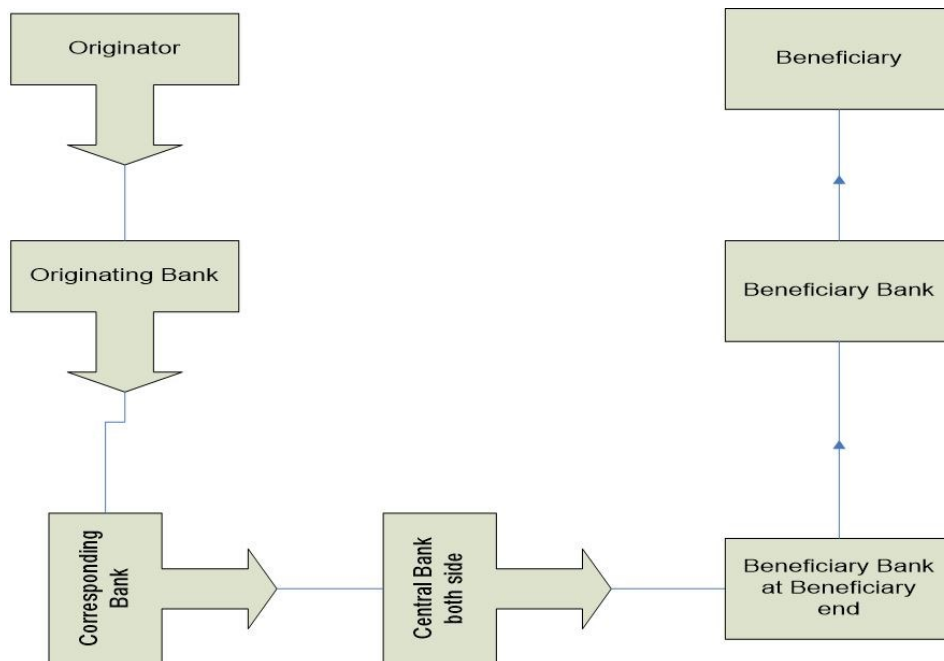 Originator
Beneficiary
Originating Bank
Beneficiary Bank
Corresponding
Bank
Central Bank
both side
Beneficiary Bank
at Beneficiary
end